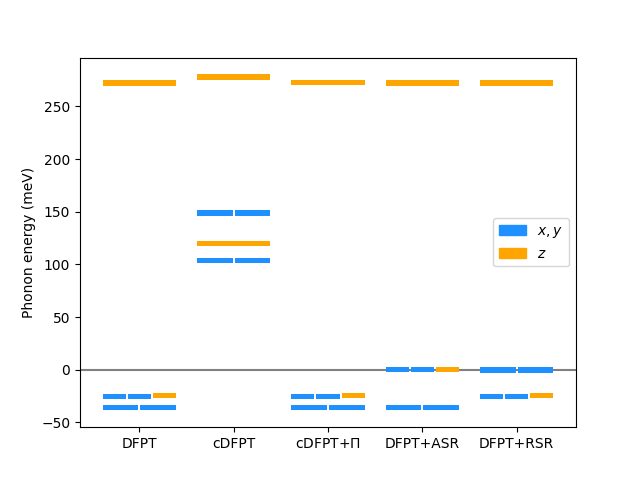 Phonon energy (meV)
250
200
150
100
50
0
−50
x, y
z
DFPT
cDFPT
cDFPT+Π
DFPT+ASR
DFPT+RSR